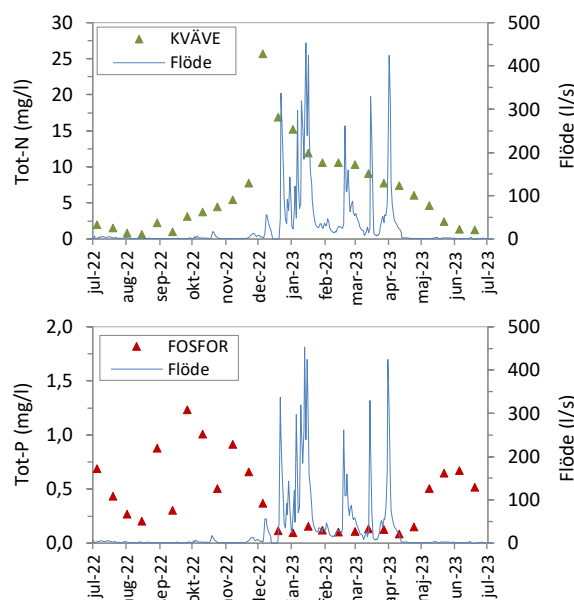 KVÄVE
Flöde
Tot-N (mg/l)
30
25
20
15
10
5
0
500
400
300
200
100
0
Flöde (l/s)
jul-22
aug-22
sep-22
okt-22
nov-22
dec-22
jan-23
feb-23
mar-23
apr-23
maj-23
jun-23
jul-23
FOSFOR
Flöde
Tot-P (mg/l)
2,0
1,5
1,0
0,5
0,0
500
400
300
200
100
0
Flöde (l/s)
jul-22
aug-22
sep-22
okt-22
nov-22
dec-22
jan-23
feb-23
mar-23
apr-23
maj-23
jun-23
jul-23